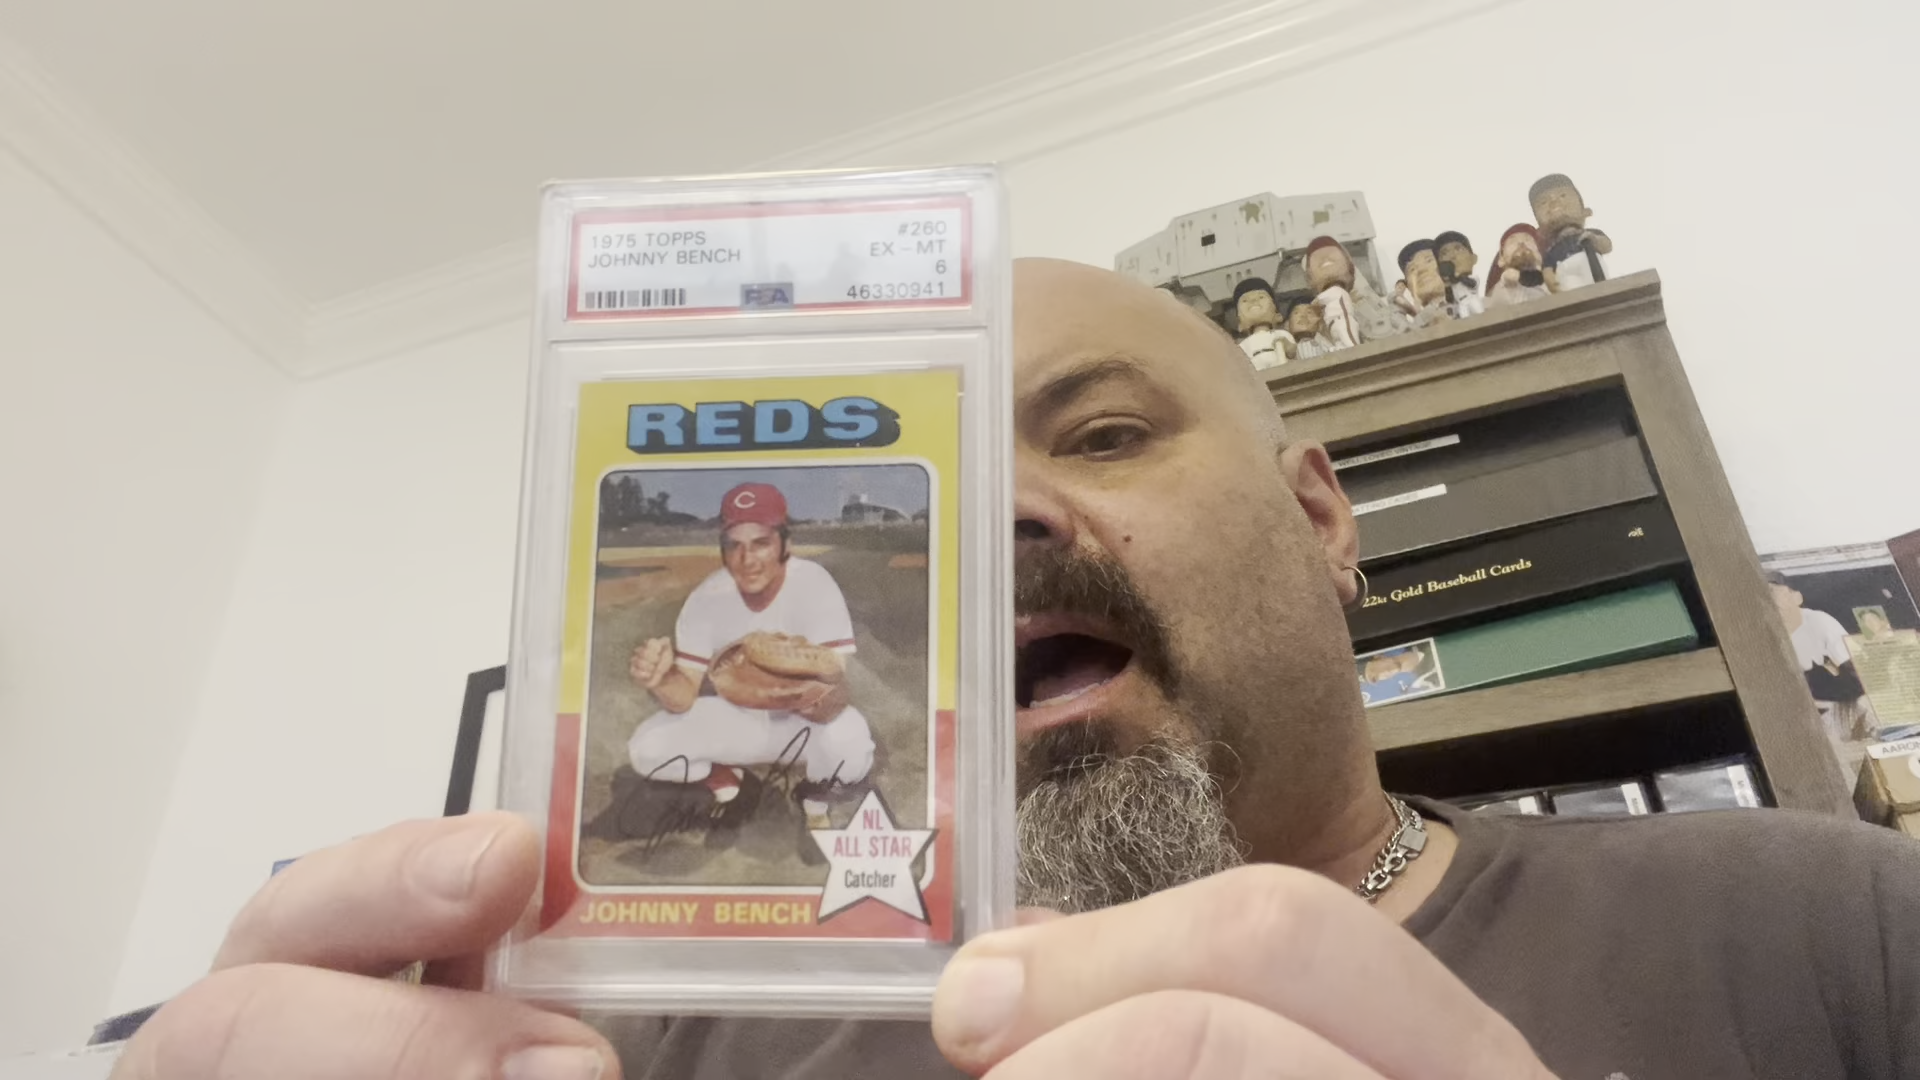 1975 TOPPS
#260
JOHNNY BENCH
EX - MT
6
PSA
46330941
REDS
C
NL
ALL STAR
Catcher
JOHNNY BENCH
22kt Gold Baseball Cards
AARON